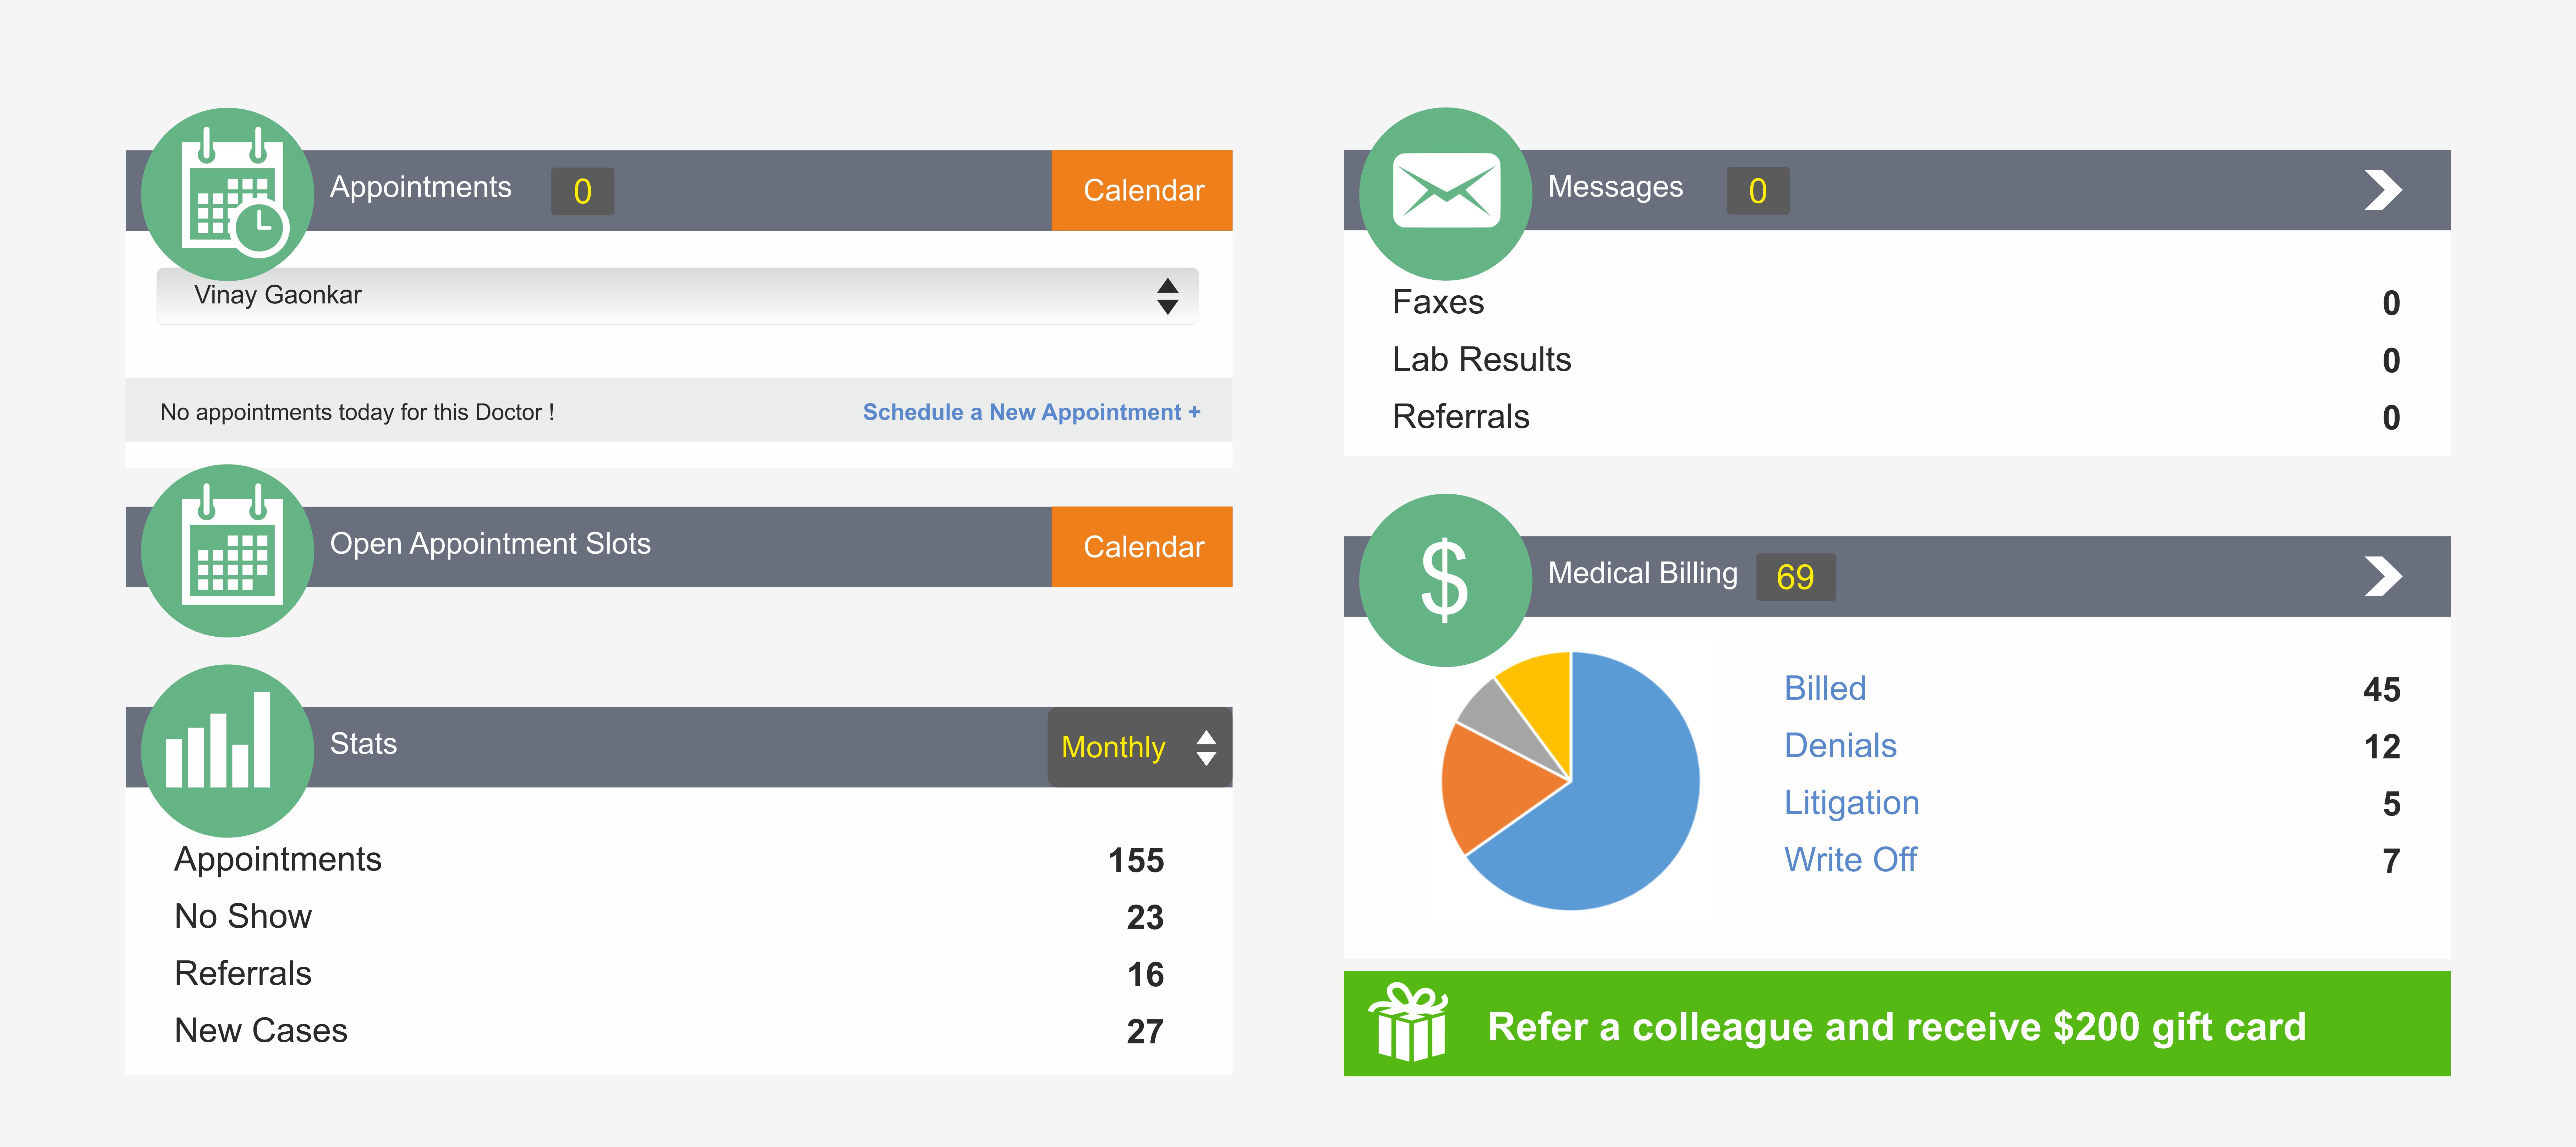 Appointments 0 Calendar
Vinay Gaonkar
No appointments today for this Doctor ! Schedule a New Appointment +
Open Appointment Slots Calendar
Stats Monthly
Appointments 155
No Show 23
Referrals 16
New Cases 27
Messages 0
Faxes 0
Lab Results 0
Referrals 0
$
Medical Billing 69
Billed 45
Denials 12
Litigation 5
Write Off 7
Refer a colleague and receive $200 gift card